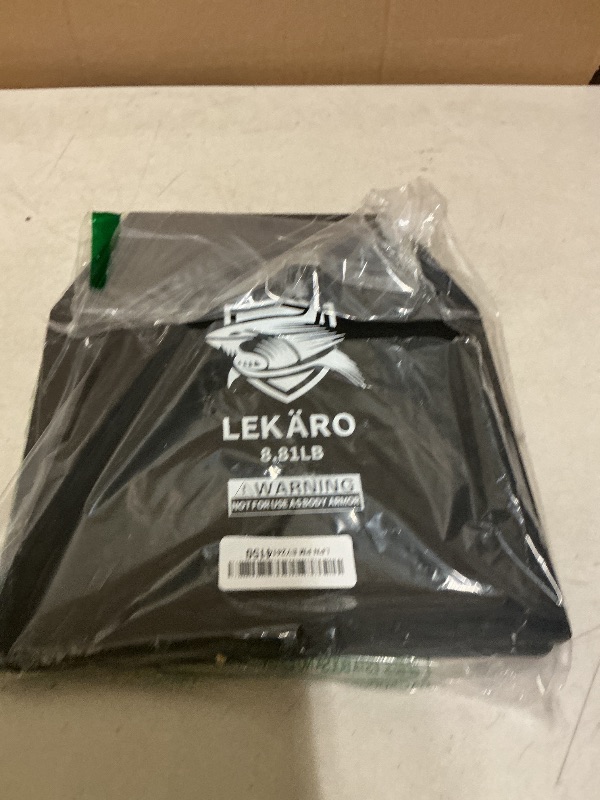 LEKÄRO
8.81LB
⚠WARNING
NOT FOR USE AS BODY ARMOR